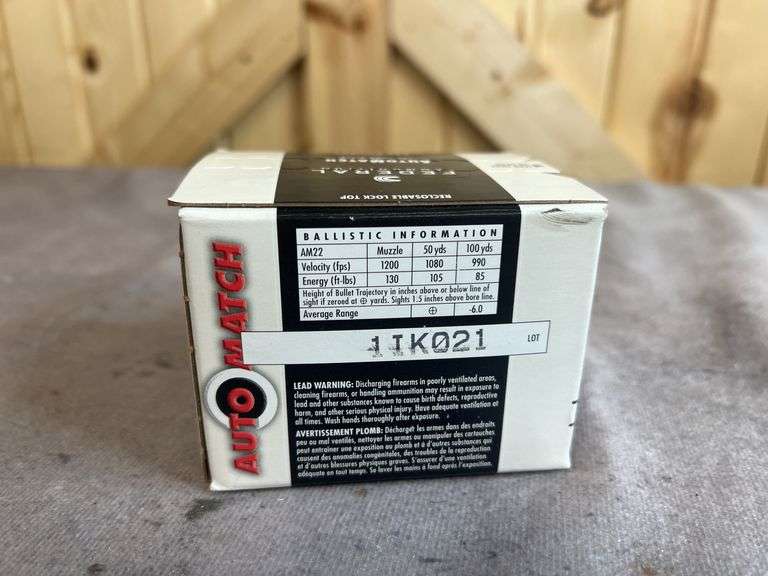 RECLOSABLE LOCK TOP
FEDERAL
AUTOMATCH
AUTO MATCH
BALLISTIC INFORMATION
AM22 Muzzle 50 yds 100 yds
Velocity (fps) 1200 1080 990
Energy (ft-lbs) 130 105 85
Height of Bullet Trajectory in inches above or below line of
sight if zeroed at ⊕ yards. Sights 1.5 inches above bore line.
Average Range ⊕ -6.0
1IK021 LOT
LEAD WARNING: Discharging firearms in poorly ventilated areas,
cleaning firearms, or handling ammunition may result in exposure to
lead and other substances known to cause birth defects, reproductive
harm, and other serious physical injury. Have adequate ventilation at
all times. Wash hands thoroughly after exposure.
AVERTISSEMENT PLOMB: Décharger les armes dans des endroits
peu ou mal ventilés, nettoyer les armes ou manipuler des cartouches
peut entraîner une exposition au plomb et à d'autres substances qui
causent des anomalies congénitales, des troubles de la reproduction
et d'autres blessures physiques graves. S'assurer d'une ventilation
adéquate en tout temps. Se laver les mains à fond après l'exposition.